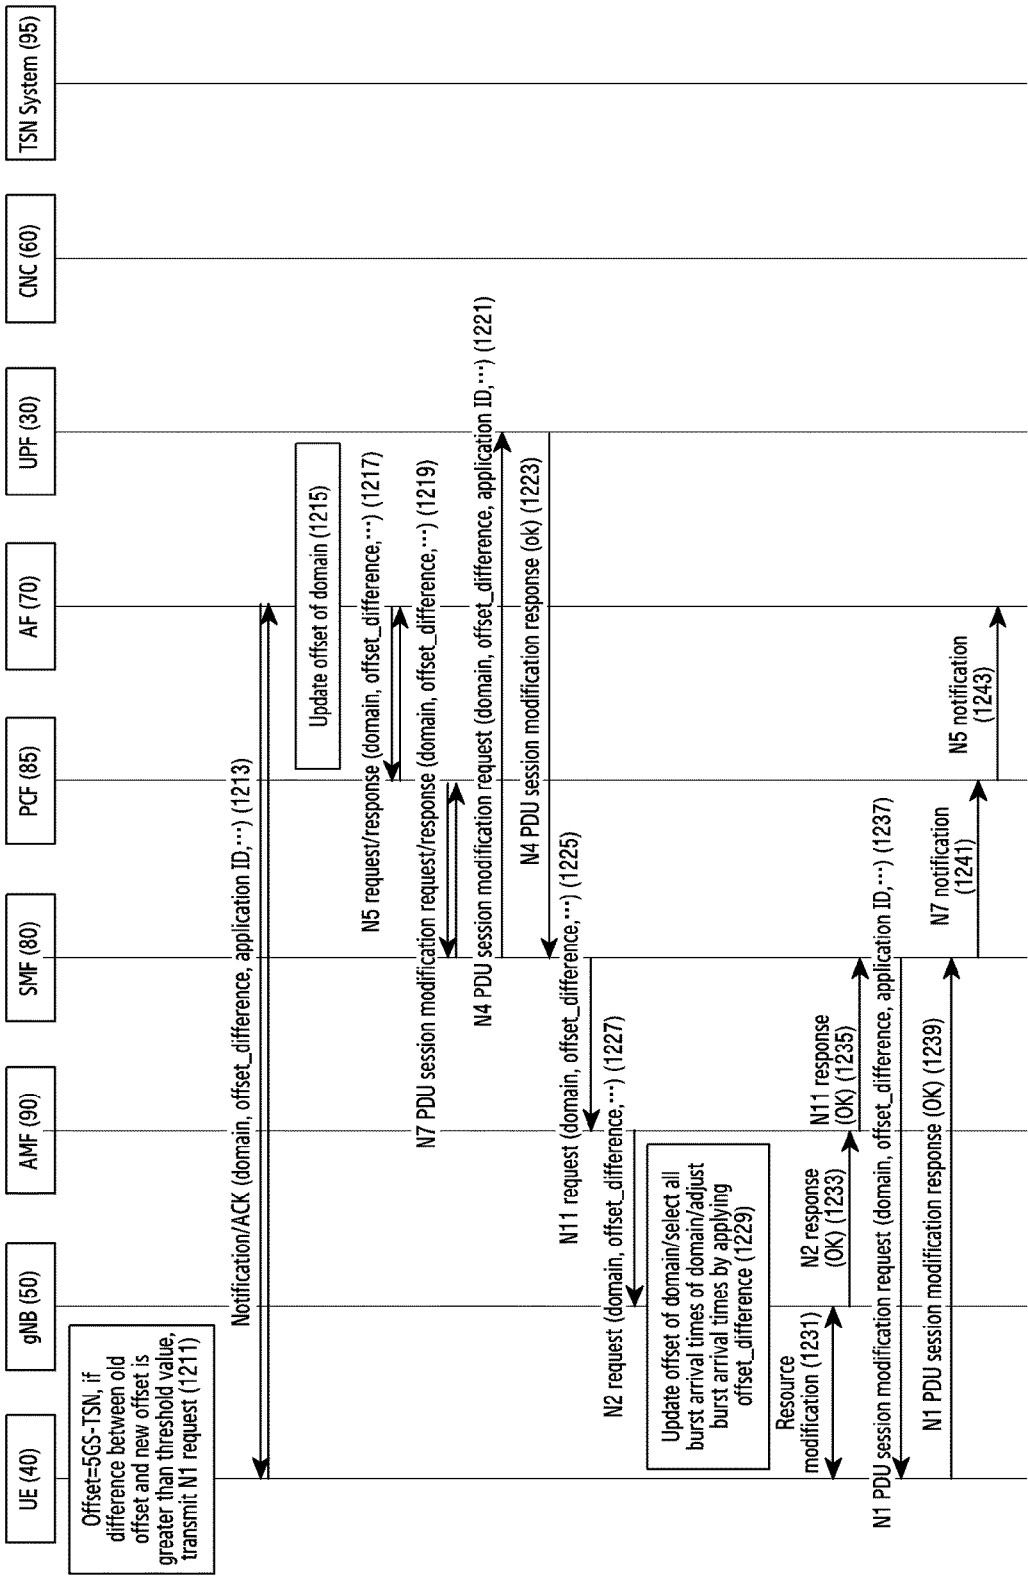 UE (40)
gNB (50)
AMF (90)
SMF (80)
PCF (85)
AF (70)
UPF (30)
CNC (60)
TSN System (95)
Offset=5GS-TSN, if
difference between old
offset and new offset is
greater than threshold value,
transmit N1 request (1211)
Notification/ACK (domain, offset_difference, application ID,···) (1213)
Update offset of domain (1215)
N5 request/response (domain, offset_difference,···) (1217)
N7 PDU session modification request/response (domain, offset_difference,···) (1219)
N4 PDU session modification request (domain, offset_difference, application ID,···) (1221)
N4 PDU session modification response (ok) (1223)
N11 request (domain, offset_difference,···) (1225)
N2 request (domain, offset_difference,···) (1227)
Update offset of domain/select all
burst arrival times of domain/adjust
burst arrival times by applying
offset_difference (1229)
Resource
modification (1231)
N2 response
(OK) (1233)
N11 response
(OK) (1235)
N1 PDU session modification request (domain, offset_difference, application ID,···) (1237)
N1 PDU session modification response (OK) (1239)
N7 notification
(1241)
N5 notification
(1243)